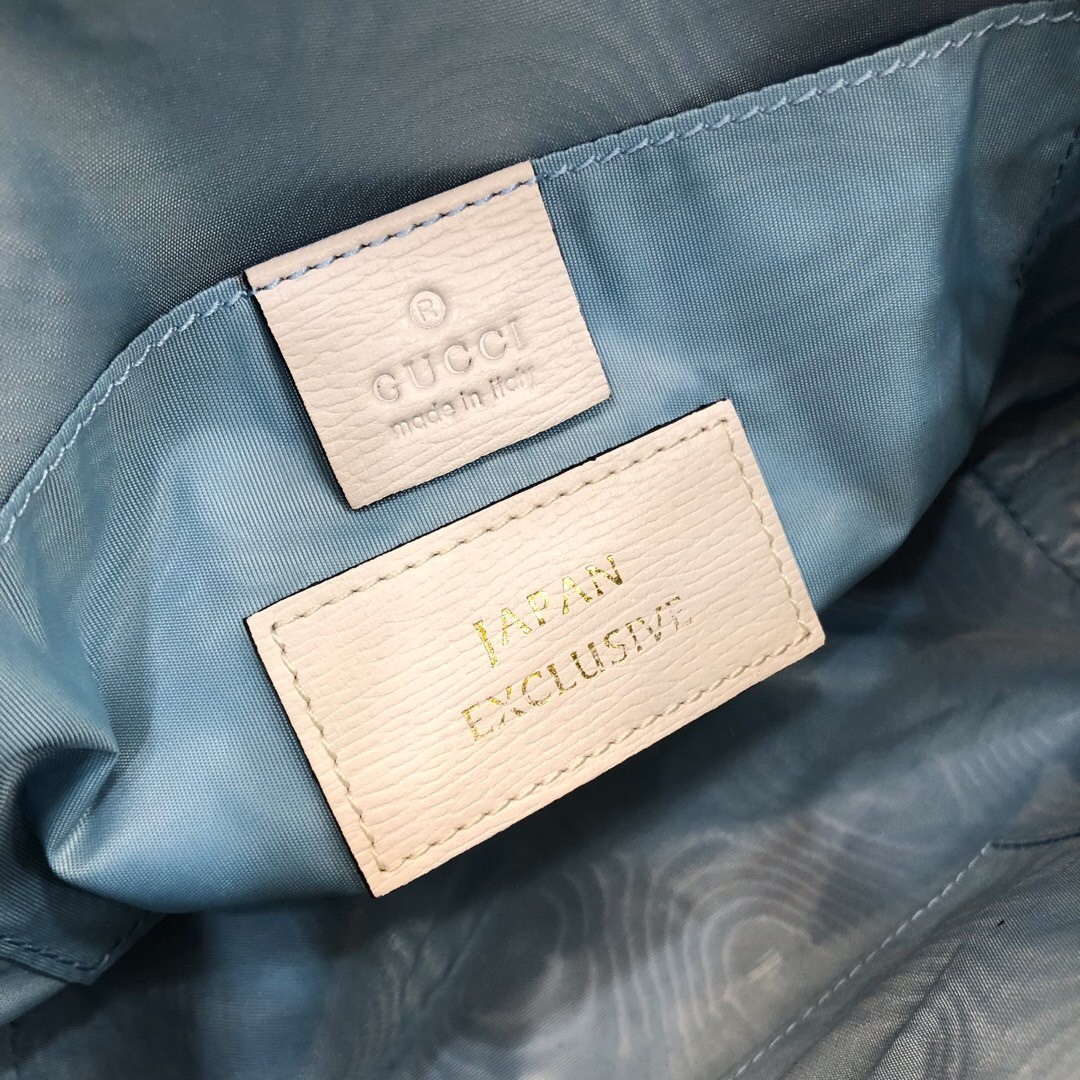 ®
GUCCI
made in italy
JAPAN
EXCLUSIVE